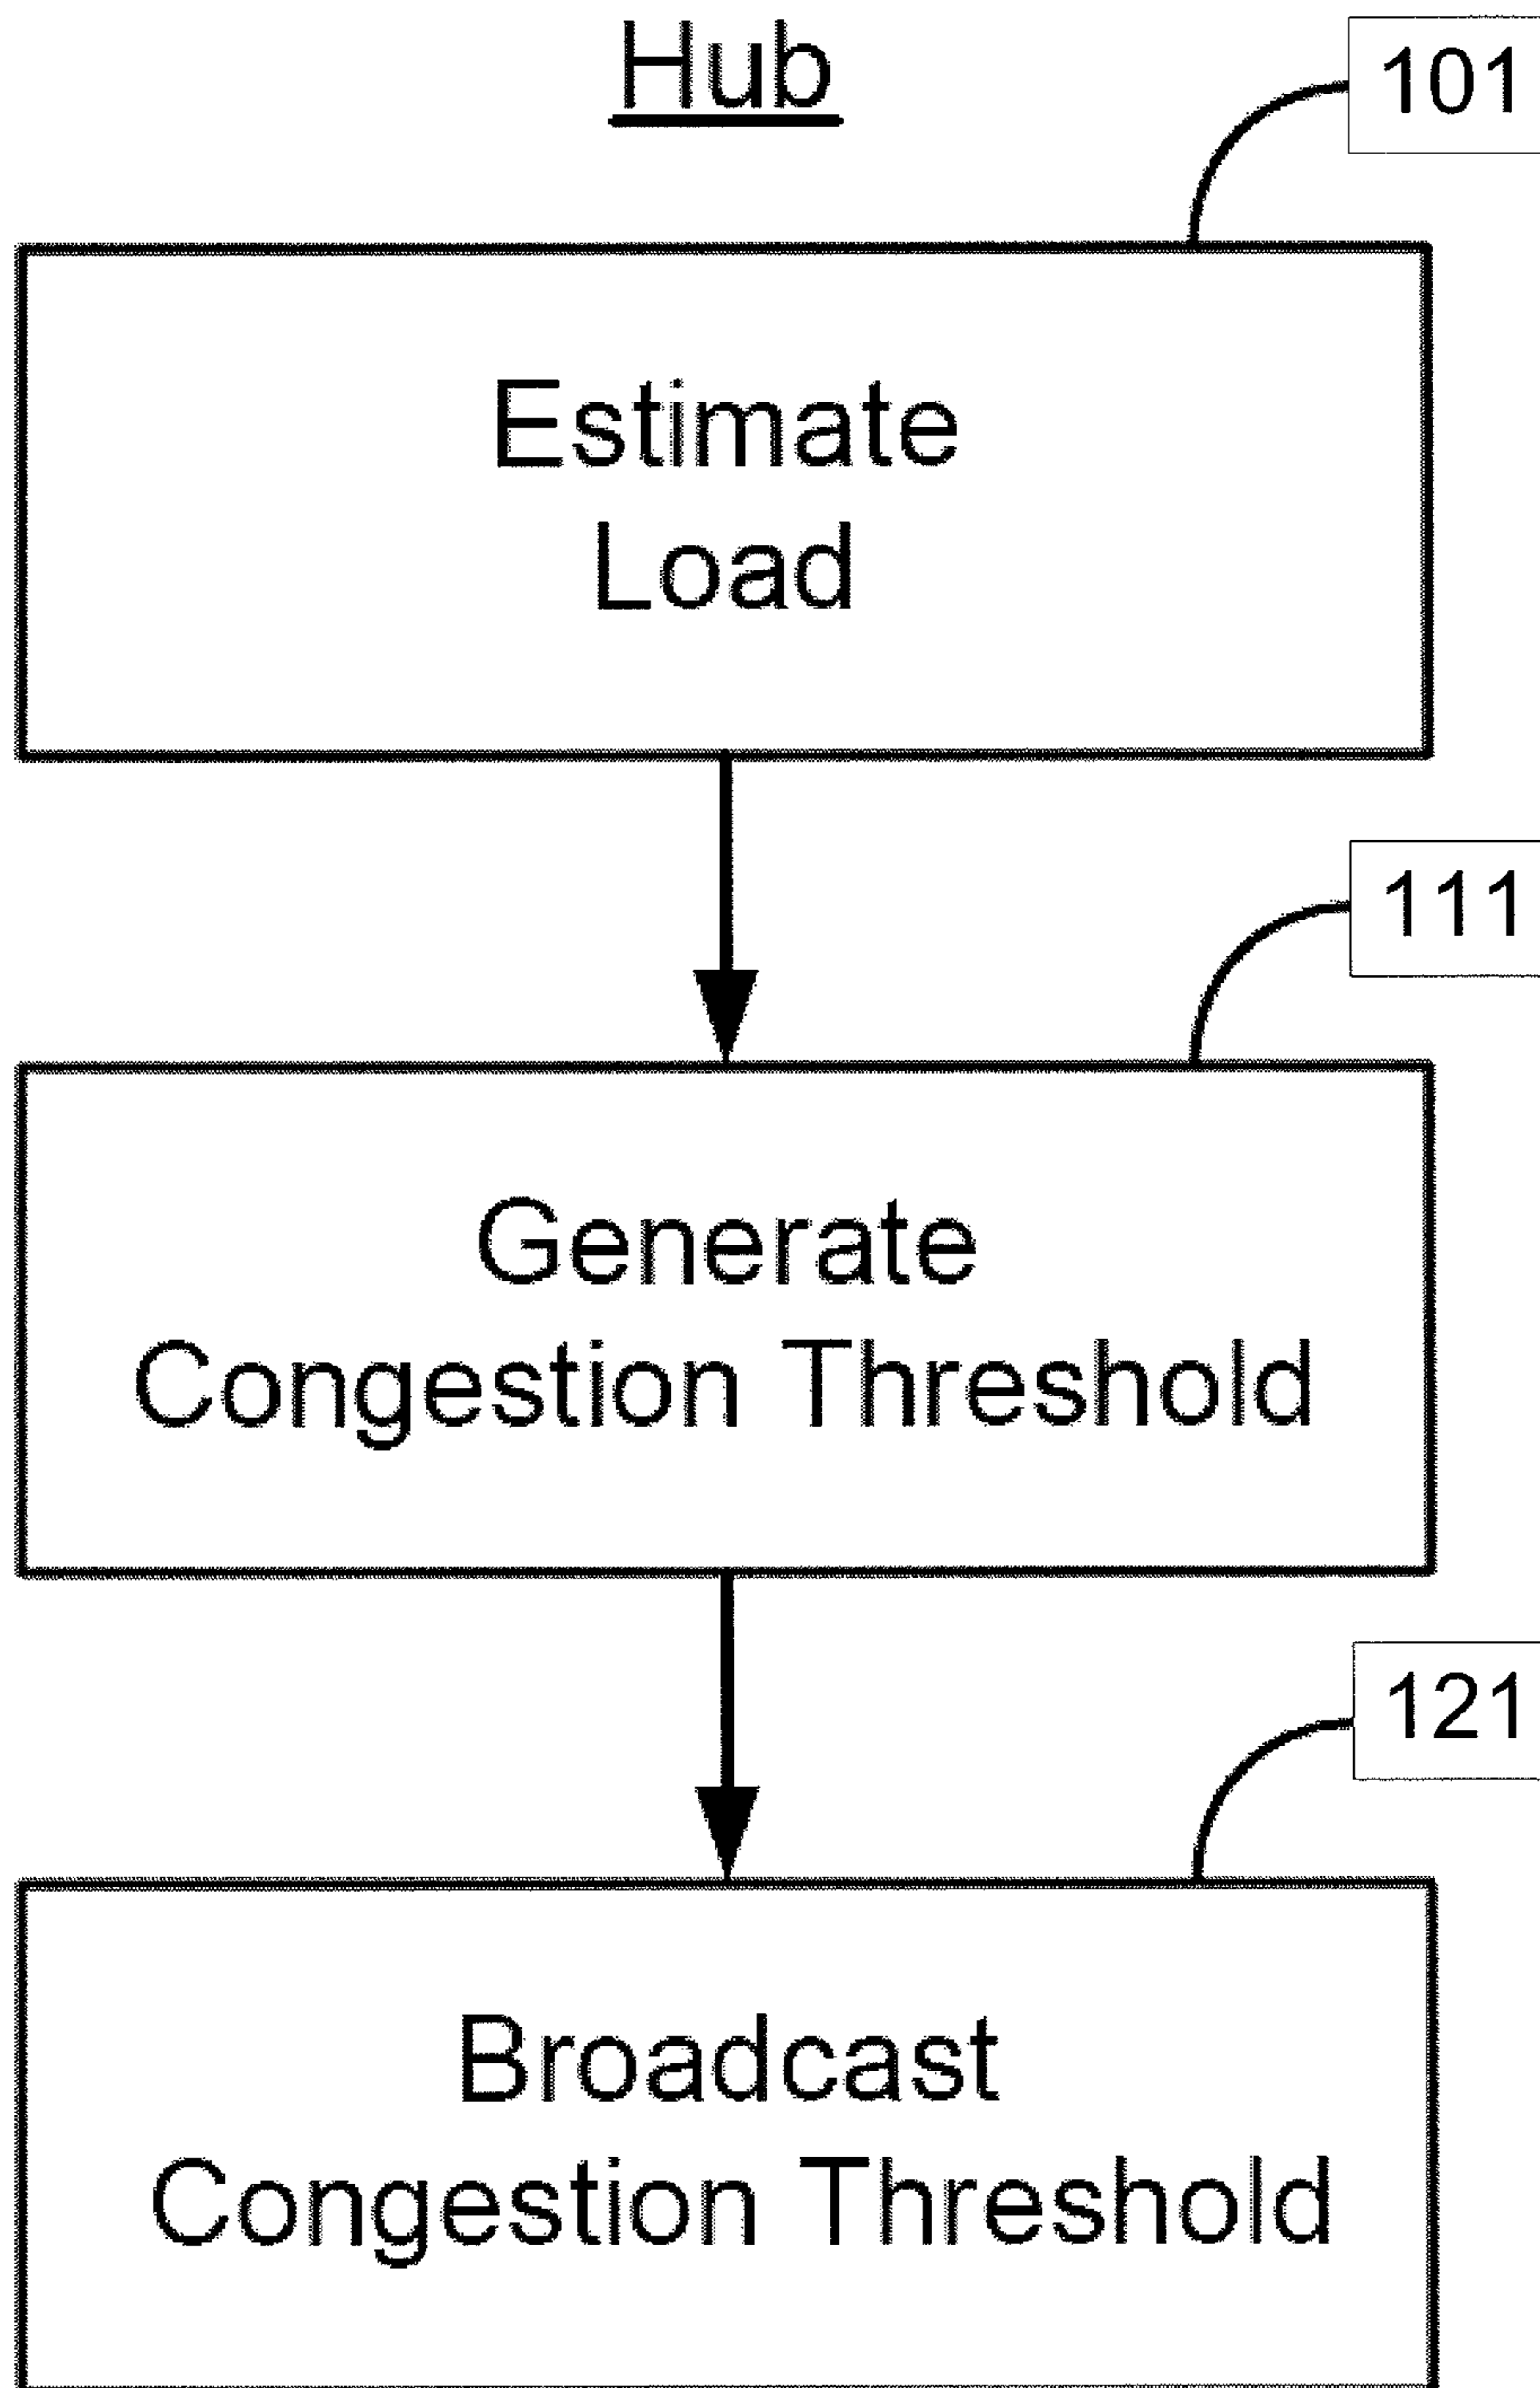 Hub
101
Estimate
Load
111
Generate
Congestion Threshold
121
Broadcast
Congestion Threshold